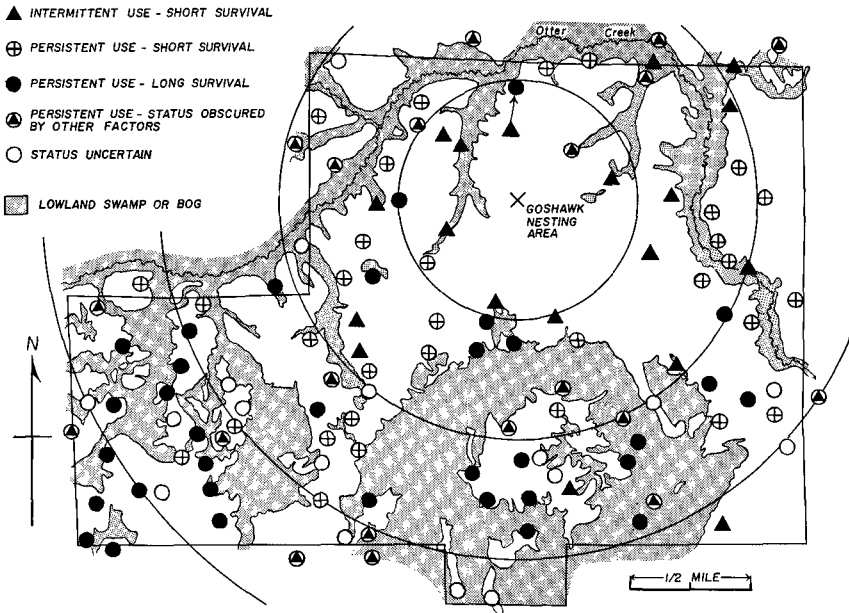 INTERMITTENT USE - SHORT SURVIVAL
PERSISTENT USE - SHORT SURVIVAL
PERSISTENT USE - LONG SURVIVAL
PERSISTENT USE - STATUS OBSCURED
BY OTHER FACTORS
STATUS UNCERTAIN
LOWLAND SWAMP OR BOG
Otter Creek
GOSHAWK
NESTING
AREA
N
1/2 MILE